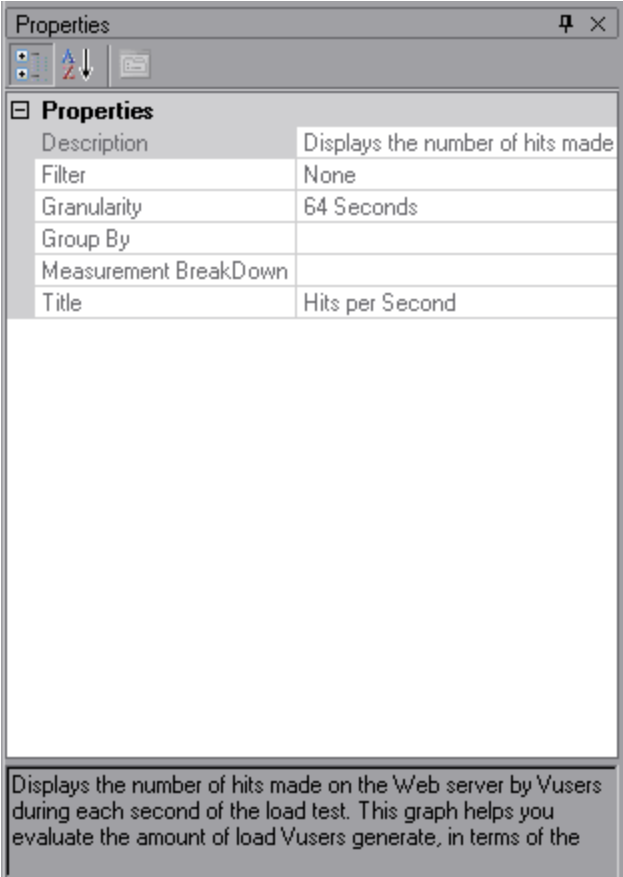 Properties
Properties
Description Displays the number of hits made
Filter None
Granularity 64 Seconds
Group By
Measurement BreakDown
Title Hits per Second
Displays the number of hits made on the Web server by Vusers
during each second of the load test. This graph helps you
evaluate the amount of load Vusers generate, in terms of the